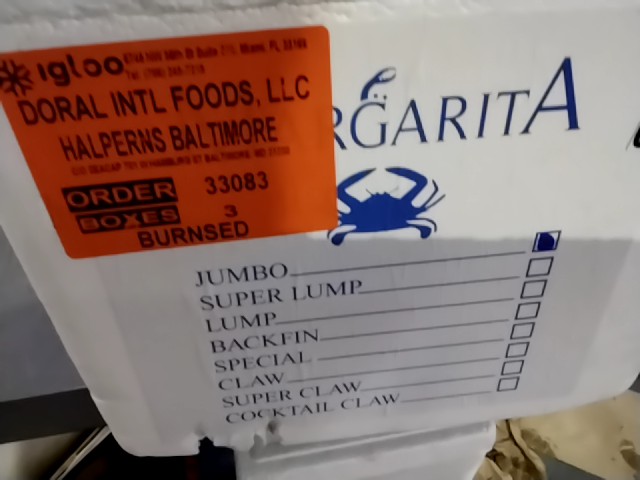 igloo
DORAL INTL FOODS, LLC
HALPERNS BALTIMORE
ORDER 33083
BOXES 3
BURNSED
RGARITA
JUMBO
SUPER LUMP
LUMP
BACKFIN
SPECIAL
CLAW
SUPER CLAW
COCKTAIL CLAW